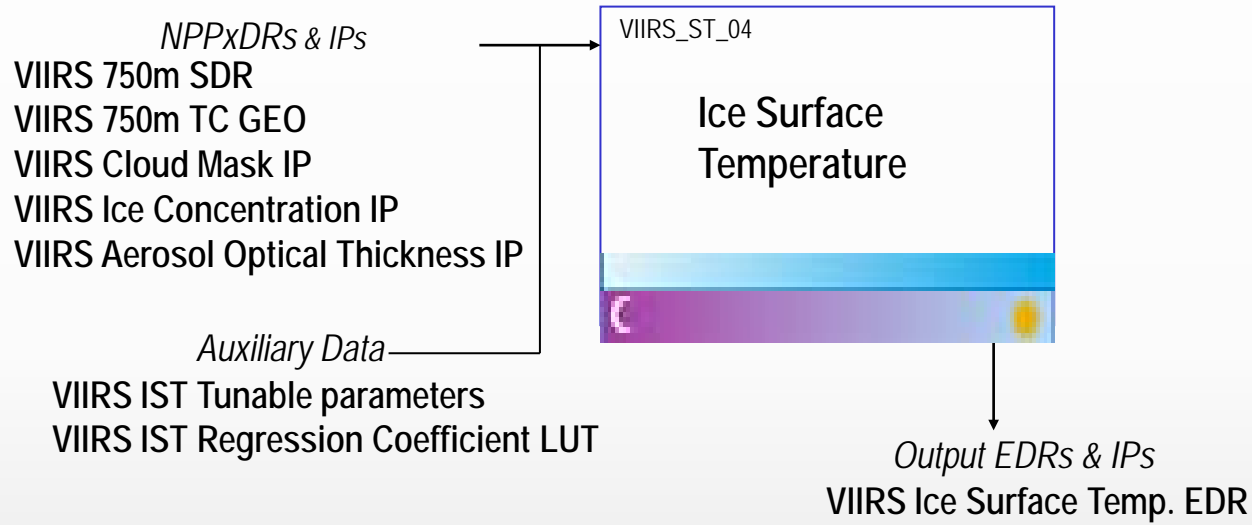 NPPxDRs & IPs
VIIRS 750m SDR
VIIRS 750m TC GEO
VIIRS Cloud Mask IP
VIIRS Ice Concentration IP
VIIRS Aerosol Optical Thickness IP
Auxiliary Data
VIIRS IST Tunable parameters
VIIRS IST Regression Coefficient LUT
VIIRS_ST_04
Ice Surface
Temperature
Output EDRs & IPs
VIIRS Ice Surface Temp. EDR